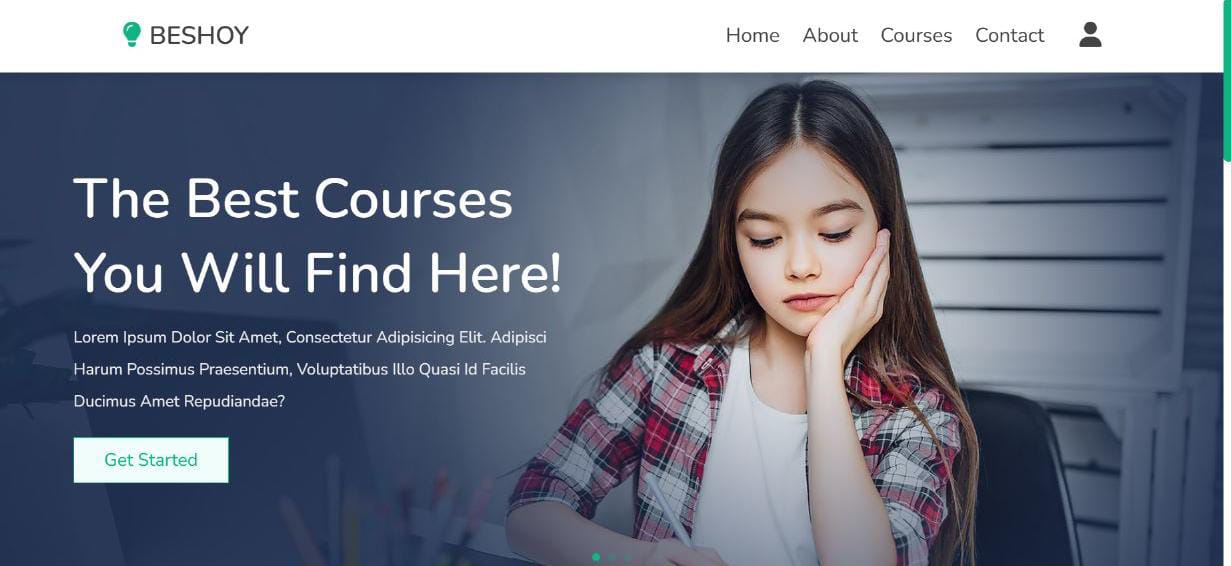 BESHOY
Home About Courses Contact
The Best Courses
You Will Find Here!
Lorem Ipsum Dolor Sit Amet, Consectetur Adipisicing Elit. Adipisci
Harum Possimus Praesentium, Voluptatibus Illo Quasi Id Facilis
Ducimus Amet Repudiandae?
Get Started